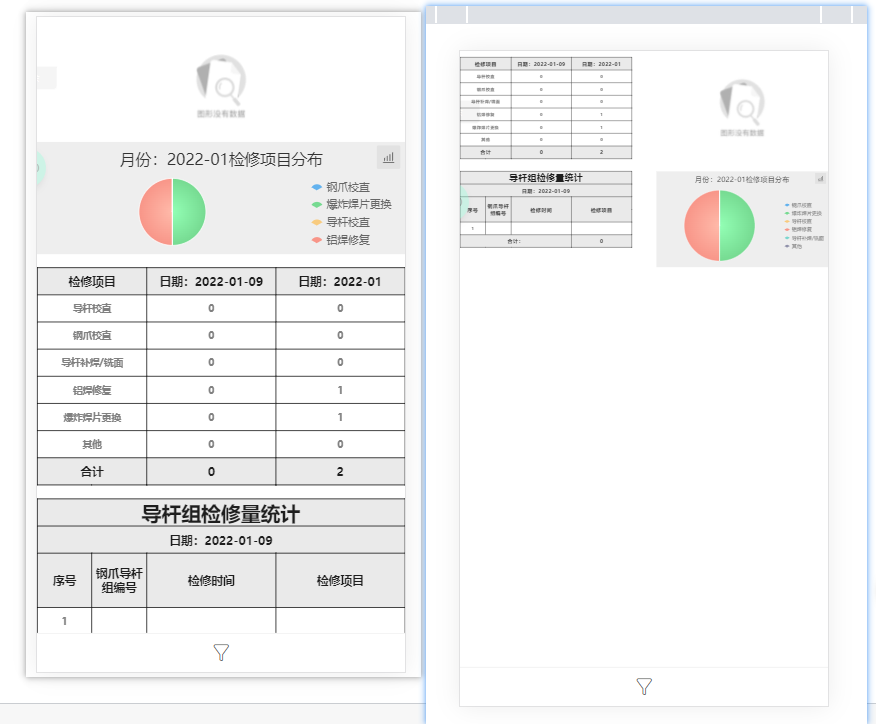 图形没有数据
月份：2022-01检修项目分布
钢爪校直
爆炸焊片更换
导杆校直
铝焊修复
检修项目 日期：2022-01-09 日期：2022-01
导杆校直 0 0
钢爪校直 0 0
导杆补焊/铣面 0 0
铝焊修复 0 1
爆炸焊片更换 0 1
其他 0 0
合计 0 2
导杆组检修量统计
日期：2022-01-09
序号 钢爪导杆组编号 检修时间 检修项目
1
检修项目 日期：2022-01-09 日期：2022-01
导杆校直 0 0
钢爪校直 0 0
导杆补焊/铣面 0 0
铝焊修复 0 1
爆炸焊片更换 0 1
其他 0 0
合计 0 2
导杆组检修量统计
日期：2022-01-09
序号 钢爪导杆组编号 检修时间 检修项目
1
合计： 0
图形没有数据
月份：2022-01检修项目分布
钢爪校直
爆炸焊片更换
导杆校直
铝焊修复
导杆补焊/铣面
其他